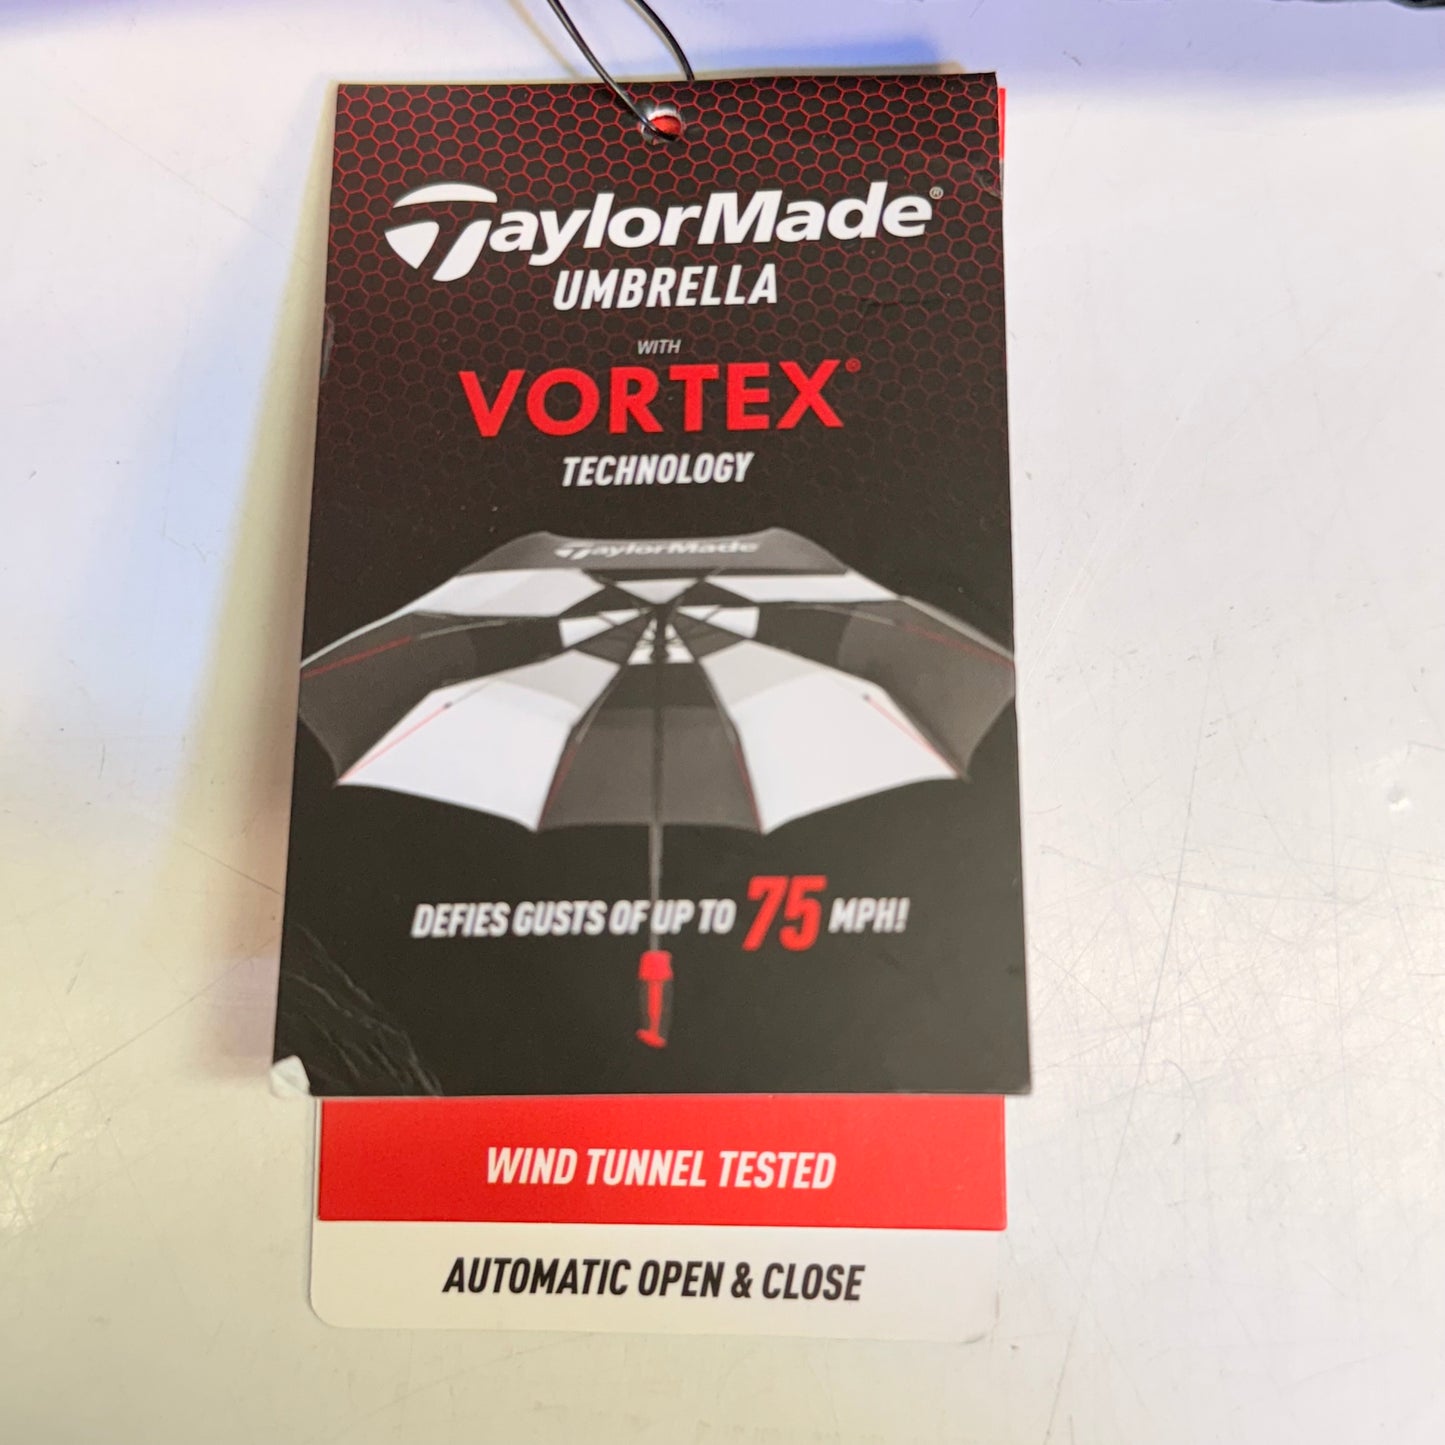 TaylorMade®
UMBRELLA
WITH
VORTEX®
TECHNOLOGY
TaylorMade
DEFIES GUSTS OF UP TO 75 MPH!
WIND TUNNEL TESTED
AUTOMATIC OPEN & CLOSE